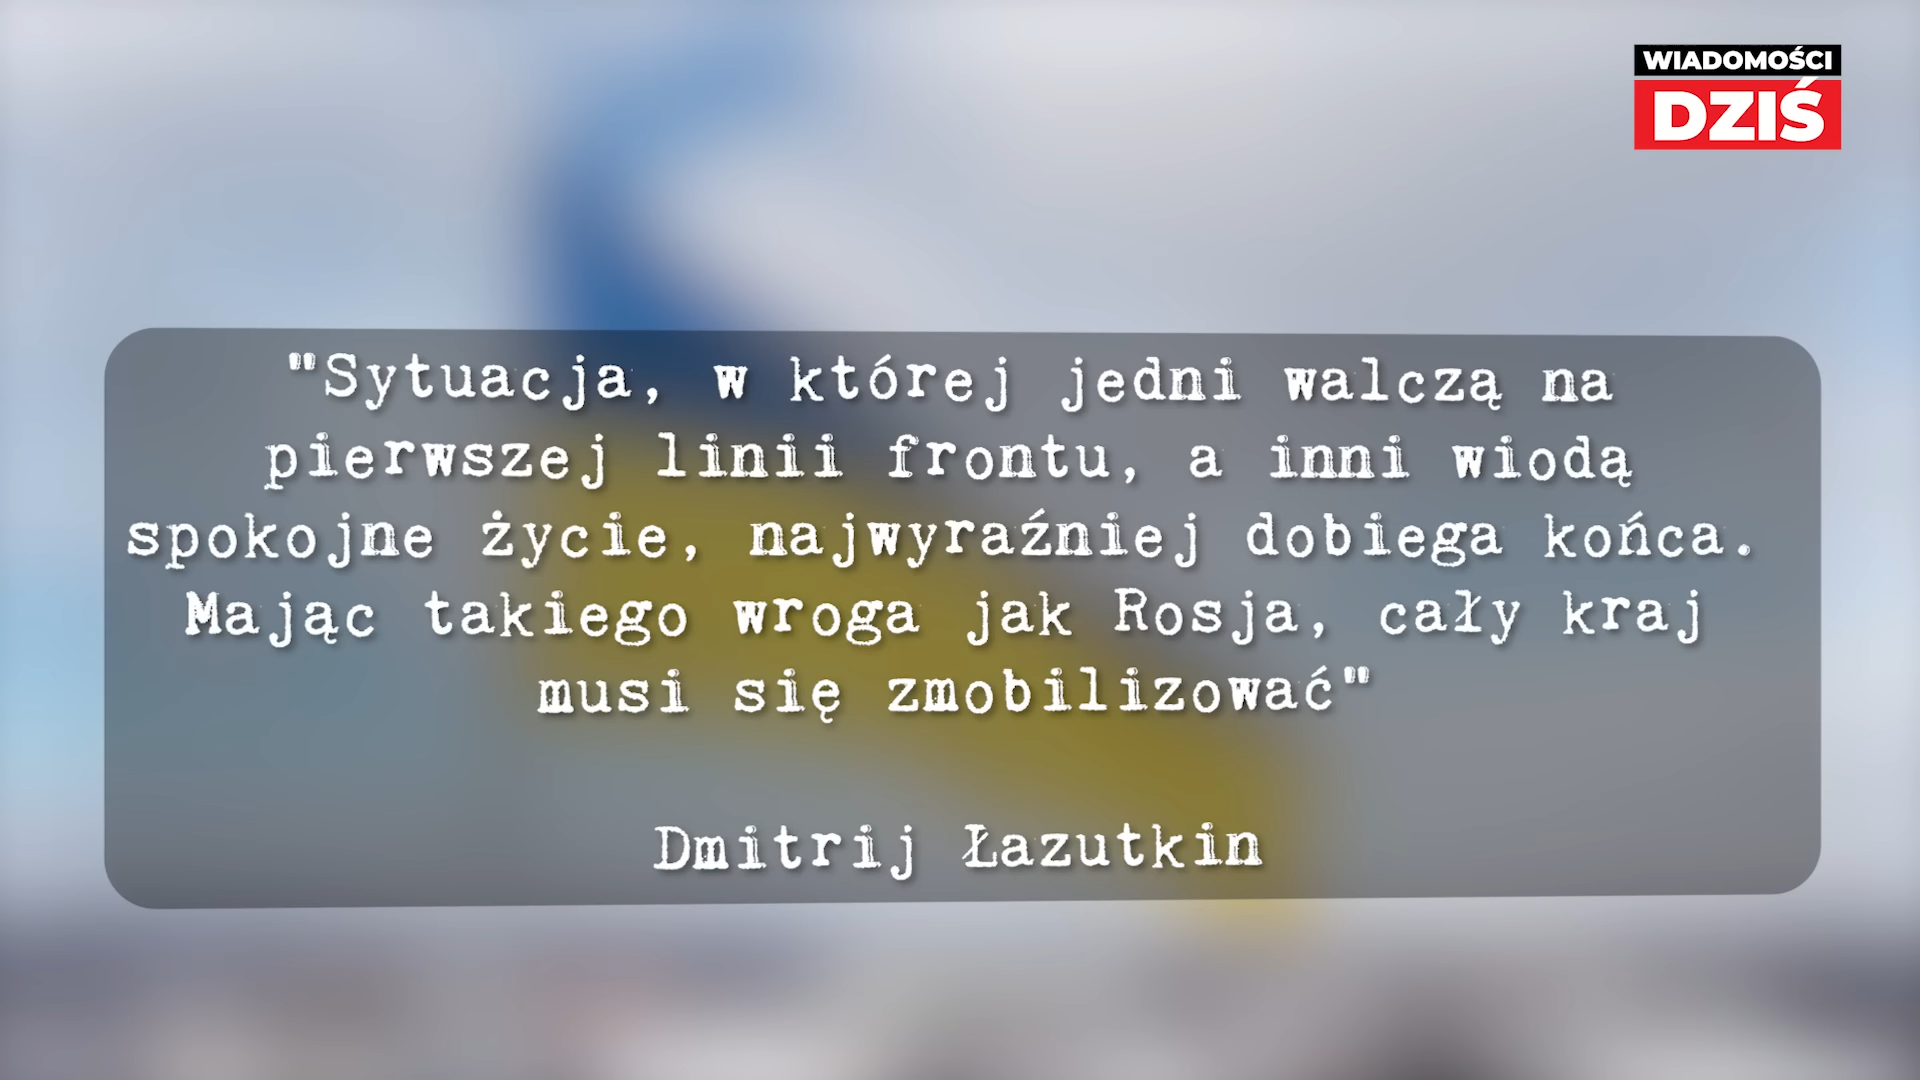 WIADOMOŚCI
DZIŚ
"Sytuacja, w której jedni walczą na
pierwszej linii frontu, a inni wiodą
spokojne życie, najwyraźniej dobiega końca.
Mając takiego wroga jak Rosja, cały kraj
musi się zmobilizować"
Dmitrij Łazutkin